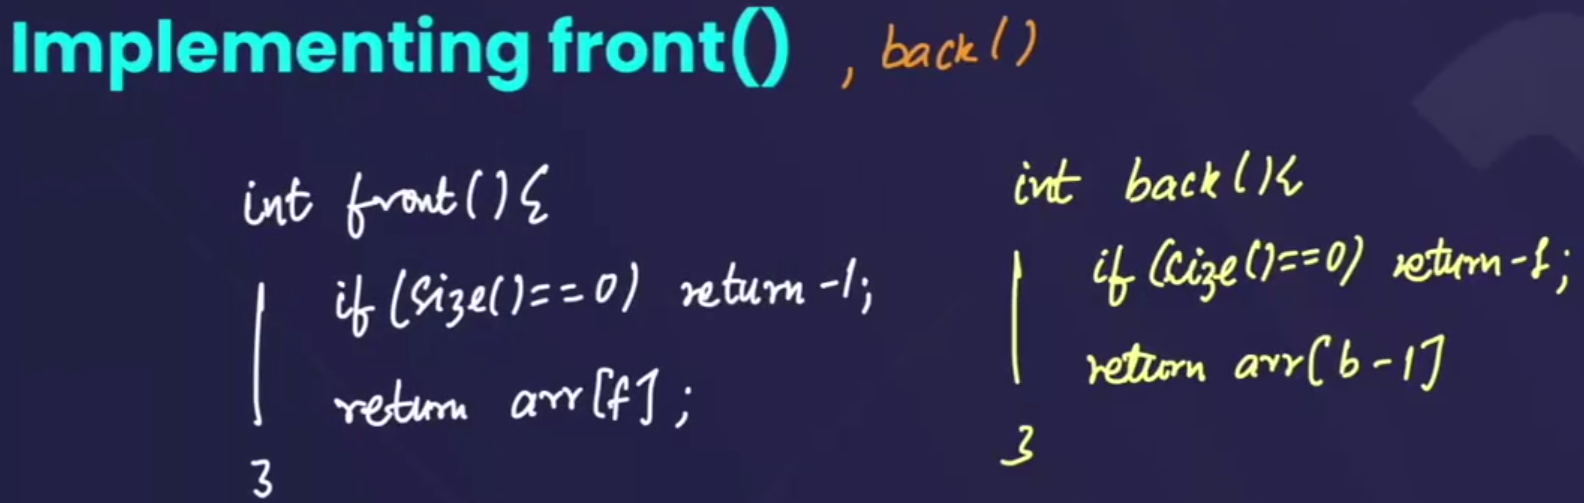 Implementing front() , back()
int front(){
if (size()==0) return -1;
return arr[f];
}
int back(){
if (size()==0) return -1;
return arr[b-1]
}